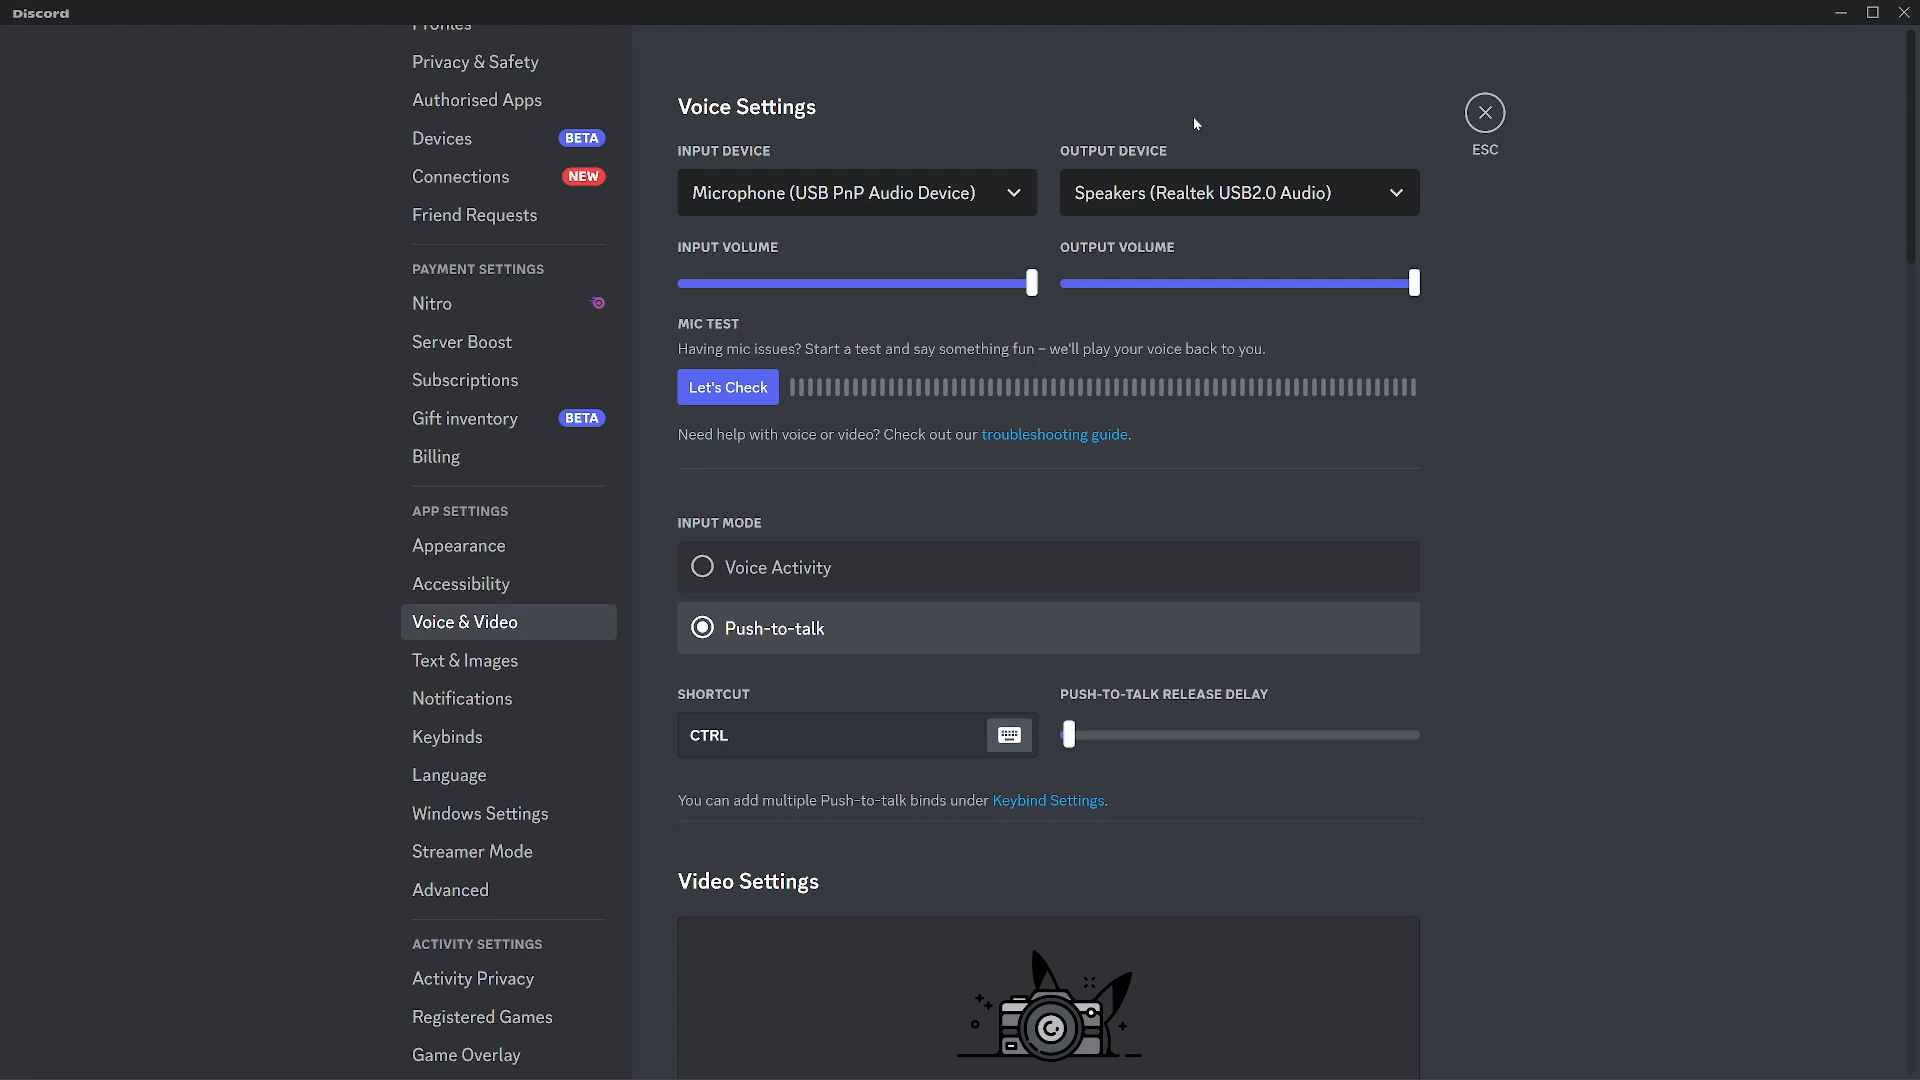 Discord
Profiles
Privacy & Safety
Authorised Apps
Devices BETA
Connections NEW
Friend Requests
PAYMENT SETTINGS
Nitro
Server Boost
Subscriptions
Gift inventory BETA
Billing
APP SETTINGS
Appearance
Accessibility
Voice & Video
Text & Images
Notifications
Keybinds
Language
Windows Settings
Streamer Mode
Advanced
ACTIVITY SETTINGS
Activity Privacy
Registered Games
Game Overlay
Voice Settings
INPUT DEVICE
Microphone (USB PnP Audio Device)
OUTPUT DEVICE
Speakers (Realtek USB2.0 Audio)
INPUT VOLUME
OUTPUT VOLUME
MIC TEST
Having mic issues? Start a test and say something fun – we'll play your voice back to you.
Let's Check
Need help with voice or video? Check out our troubleshooting guide.
INPUT MODE
Voice Activity
Push-to-talk
SHORTCUT
CTRL
PUSH-TO-TALK RELEASE DELAY
You can add multiple Push-to-talk binds under Keybind Settings.
Video Settings
ESC